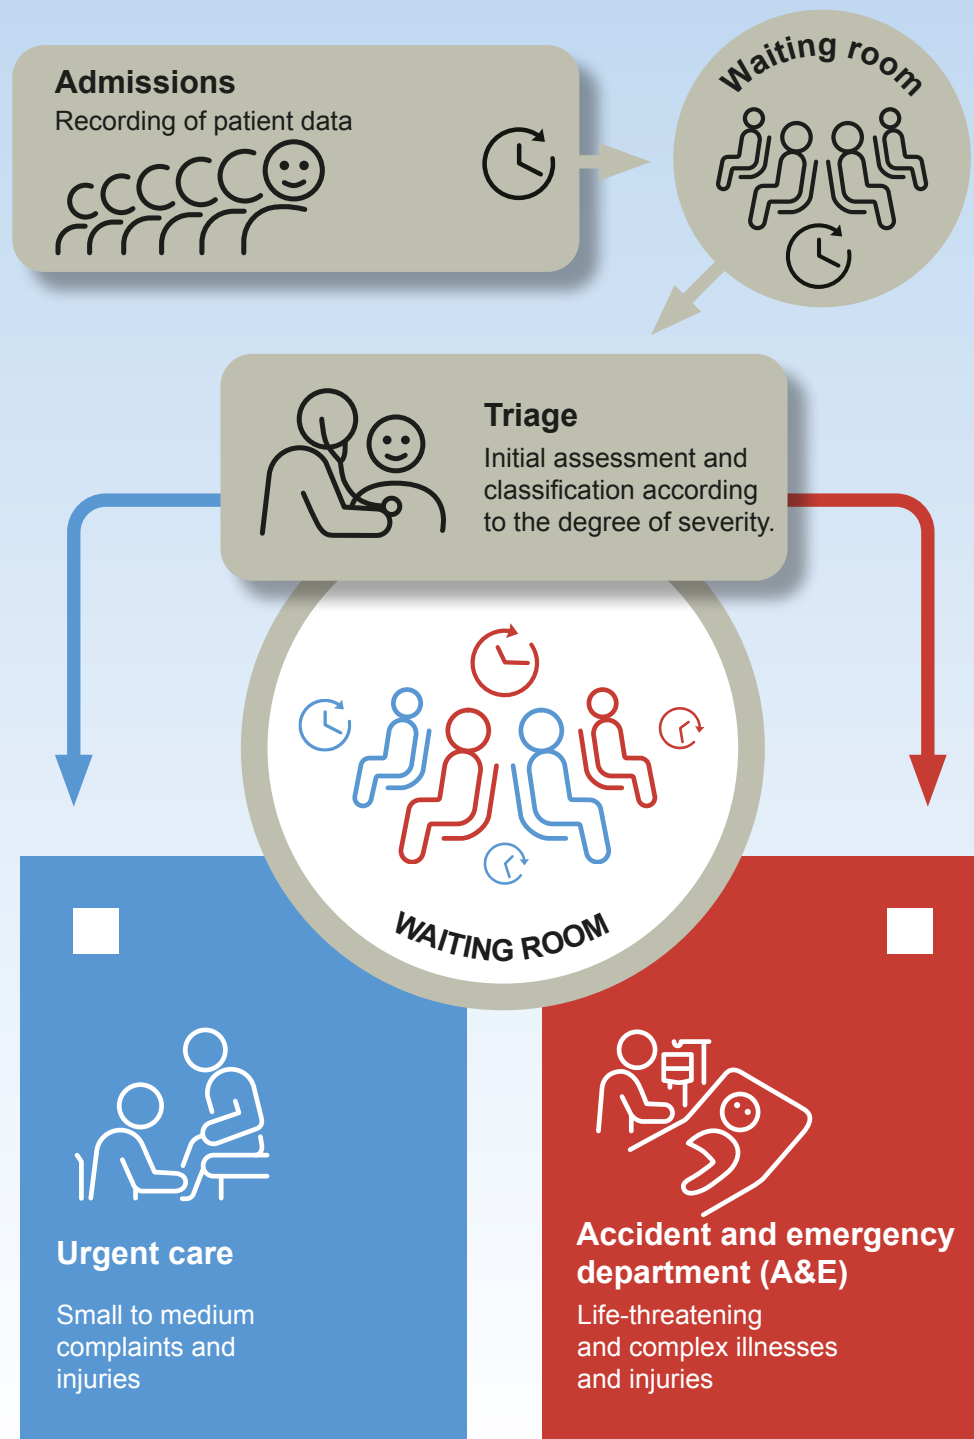 Admissions
Recording of patient data
Waiting room
Triage
Initial assessment and
classification according
to the degree of severity.
WAITING ROOM
Urgent care
Small to medium
complaints and
injuries
Accident and emergency
department (A&E)
Life-threatening
and complex illnesses
and injuries